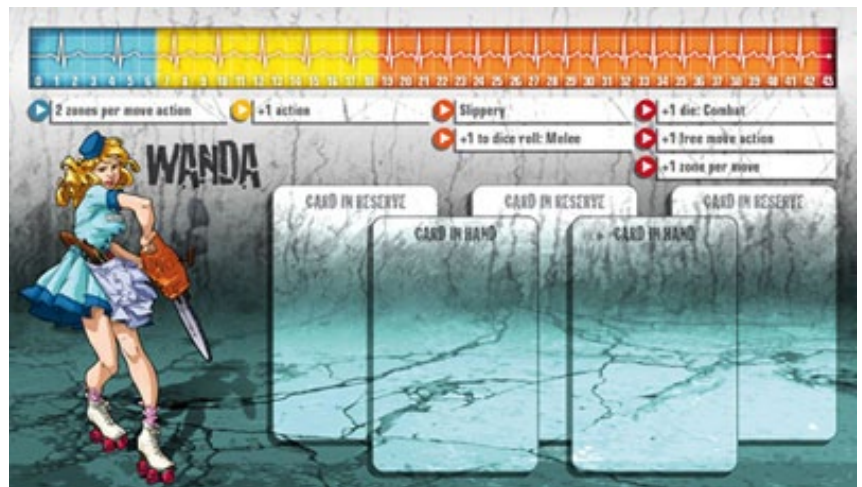 0 1 2 3 4 5 6 7 8 9 10 11 12 13 14 15 16 17 18 19 20 21 22 23 24 25 26 27 28 29 30 31 32 33 34 35 36 37 38 39 40 41 42 43
2 zones per move action +1 action Slippery +1 die: Combat
+1 to dice roll: Melee +1 free move action
+1 zone per move
WANDA
CARD IN RESERVE CARD IN RESERVE CARD IN RESERVE
CARD IN HAND CARD IN HAND